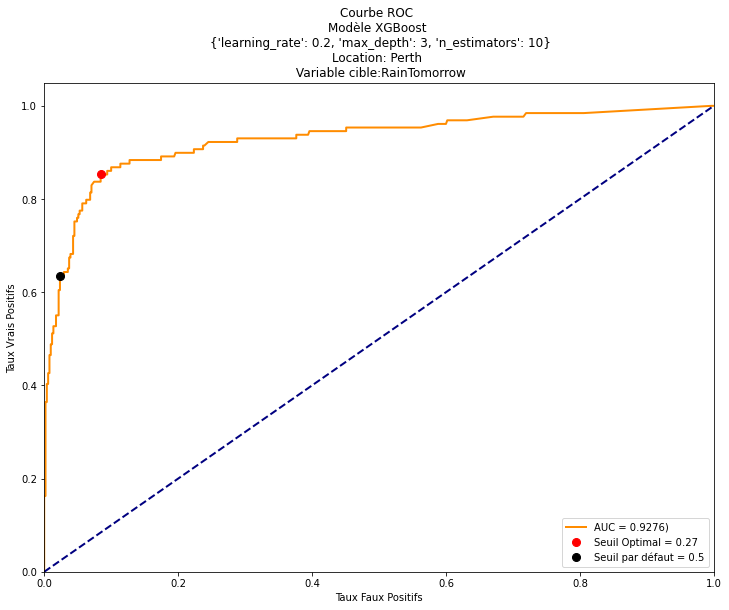 Courbe ROC
Modèle XGBoost
{'learning_rate': 0.2, 'max_depth': 3, 'n_estimators': 10}
Location: Perth
Variable cible:RainTomorrow
1.0
0.8
0.6
0.4
0.2
0.0
Taux Vrais Positifs
0.0 0.2 0.4 0.6 0.8 1.0
Taux Faux Positifs
AUC = 0.9276)
Seuil Optimal = 0.27
Seuil par défaut = 0.5